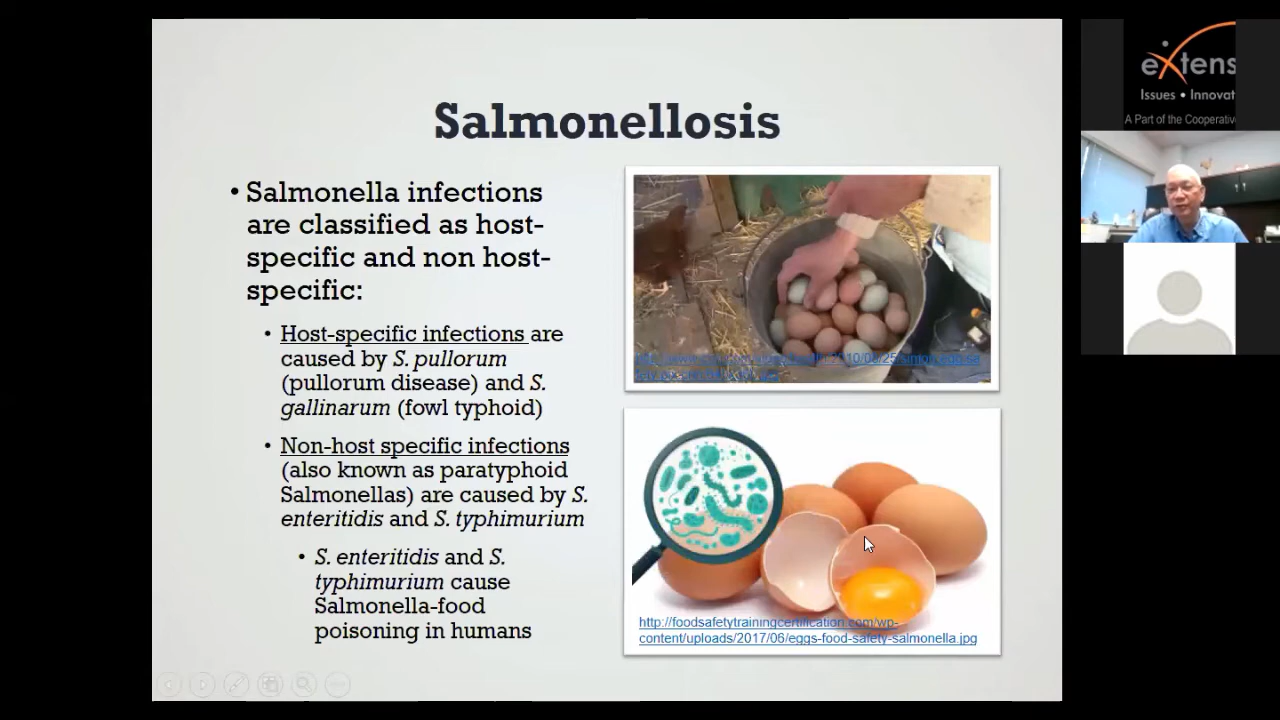 Salmonellosis
• Salmonella infections
are classified as host-
specific and non host-
specific:
• Host-specific infections are
caused by S. pullorum
(pullorum disease) and S.
gallinarum (fowl typhoid)
• Non-host specific infections
(also known as paratyphoid
Salmonellas) are caused by S.
enteritidis and S. typhimurium
• S. enteritidis and S.
typhimurium cause
Salmonella-food
poisoning in humans
http://foodsafetytrainingcertification.com/wp-
content/uploads/2017/06/eggs-food-safety-salmonella.jpg
eXtens
Issues • Innovat
A Part of the Cooperative